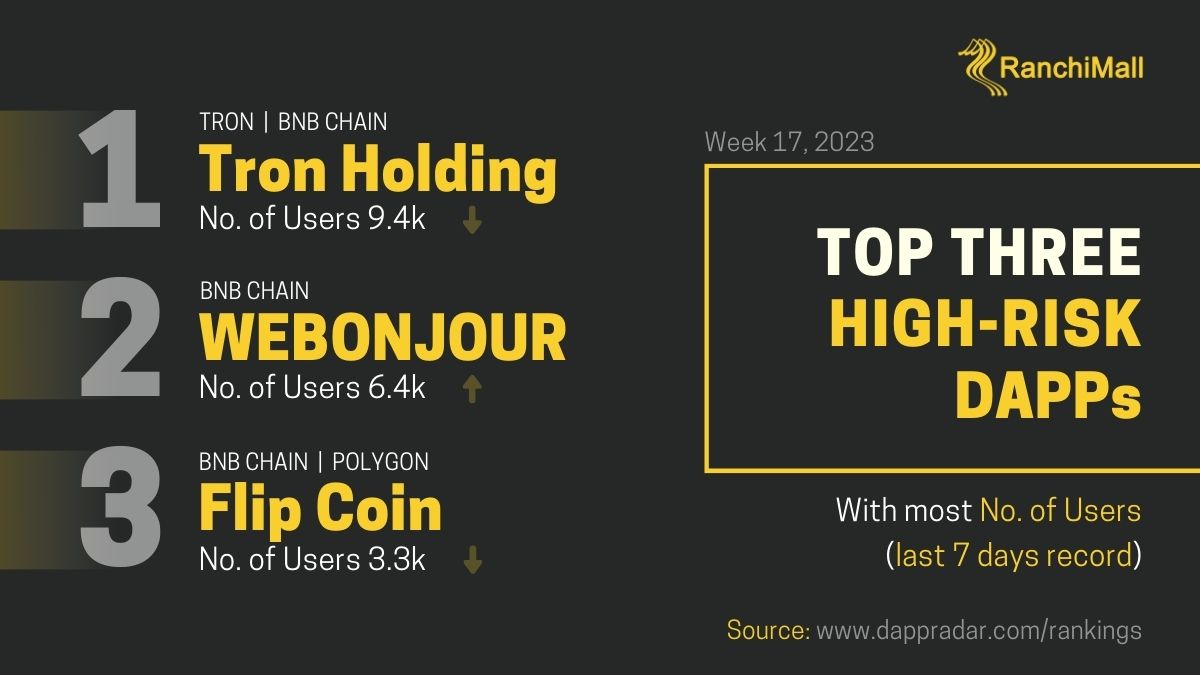 RanchiMall
1
TRON | BNB CHAIN
Tron Holding
No. of Users 9.4k
2
BNB CHAIN
WEBONJOUR
No. of Users 6.4k
3
BNB CHAIN | POLYGON
Flip Coin
No. of Users 3.3k
Week 17, 2023
TOP THREE
HIGH-RISK
DAPPs
With most No. of Users
(last 7 days record)
Source: www.dappradar.com/rankings